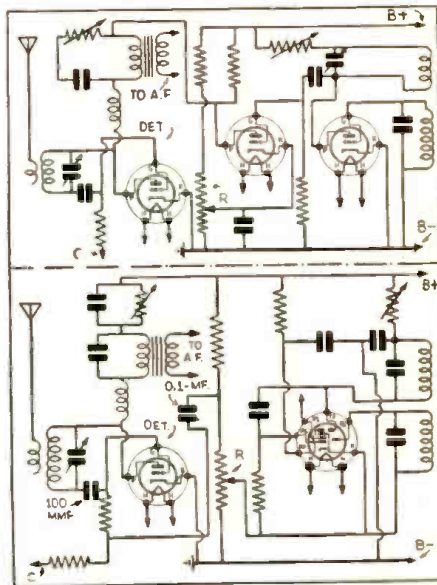 B+
TO A.F.
DET.
R
C
B-
B+
TO
A.F.
0.1-MF.
DET.
R
100
MMF.
C
B-